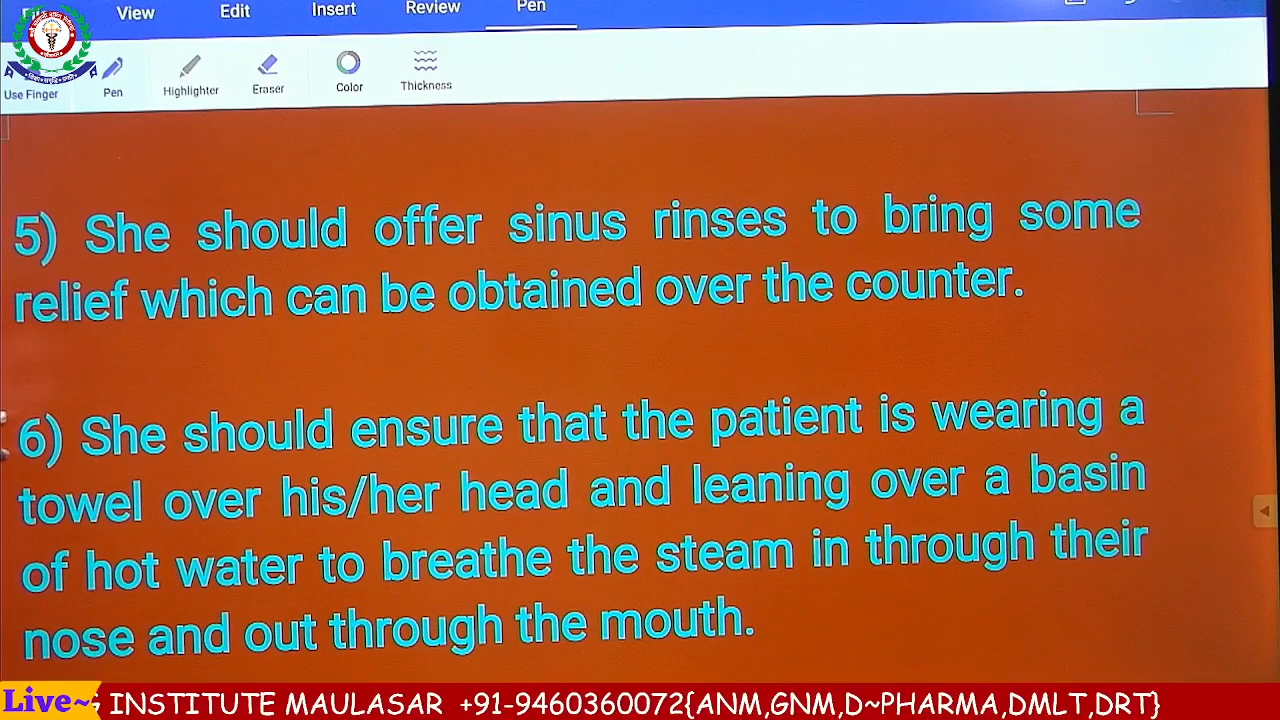 View Edit Insert Review Pen
Use Finger Pen Highlighter Eraser Color Thickness
5) She should offer sinus rinses to bring some
relief which can be obtained over the counter.
6) She should ensure that the patient is wearing a
towel over his/her head and leaning over a basin
of hot water to breathe the steam in through their
nose and out through the mouth.
Live~ INSTITUTE MAULASAR +91-9460360072{ANM,GNM,D~PHARMA,DMLT,DRT}